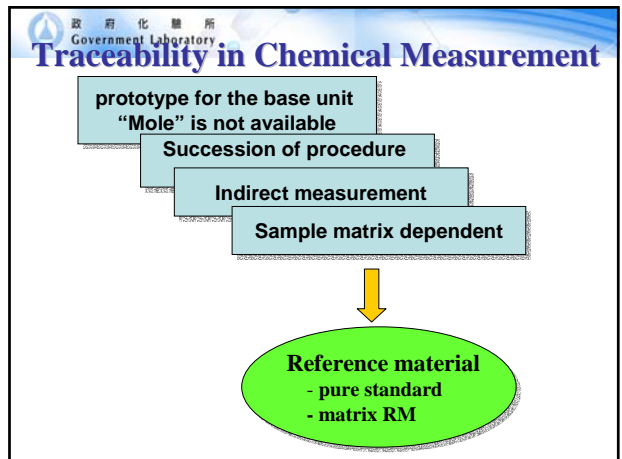 政府化驗所
Government Laboratory
Traceability in Chemical Measurement
prototype for the base unit
“Mole” is not available
Succession of procedure
Indirect measurement
Sample matrix dependent
Reference material
- pure standard
- matrix RM